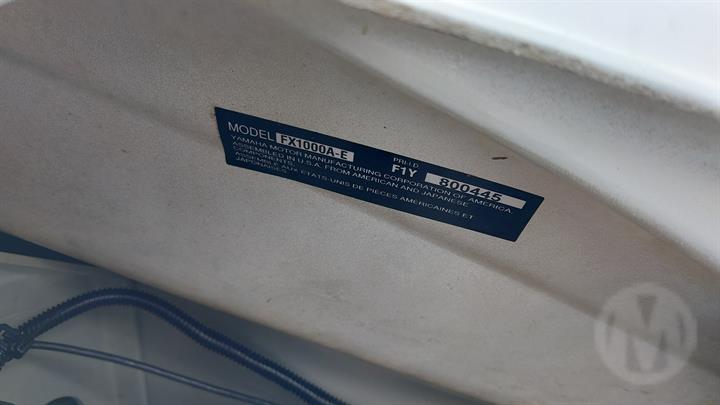 MODEL FX1000A-E
PRI-I.D. F1Y 800445
YAMAHA MOTOR MANUFACTURING CORPORATION OF AMERICA.
ASSEMBLED IN U.S.A. FROM AMERICAN AND JAPANESE
COMPONENTS.
ASSEMBLE AUX ETATS-UNIS DE PIECES AMERICAINES ET
JAPONAISES
M